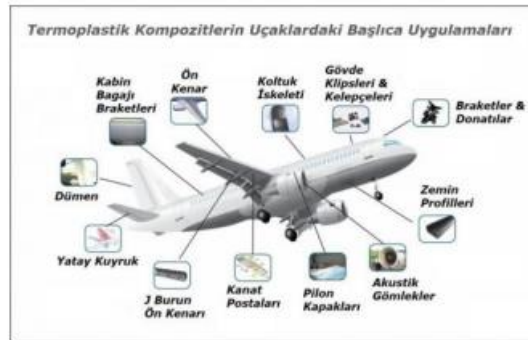 Termoplastik Kompozitlerin Uçaklardaki Başlıca Uygulamaları
Kabin
Bagajı
Braketleri
Ön
Kenar
Koltuk
İskeleti
Gövde
Klipsleri &
Kelepçeleri
Braketler &
Donatılar
Dümen
Zemin
Profilleri
Yatay Kuyruk
J Burun
Ön Kenarı
Kanat
Postaları
Pilon
Kapakları
Akustik
Gömlekler